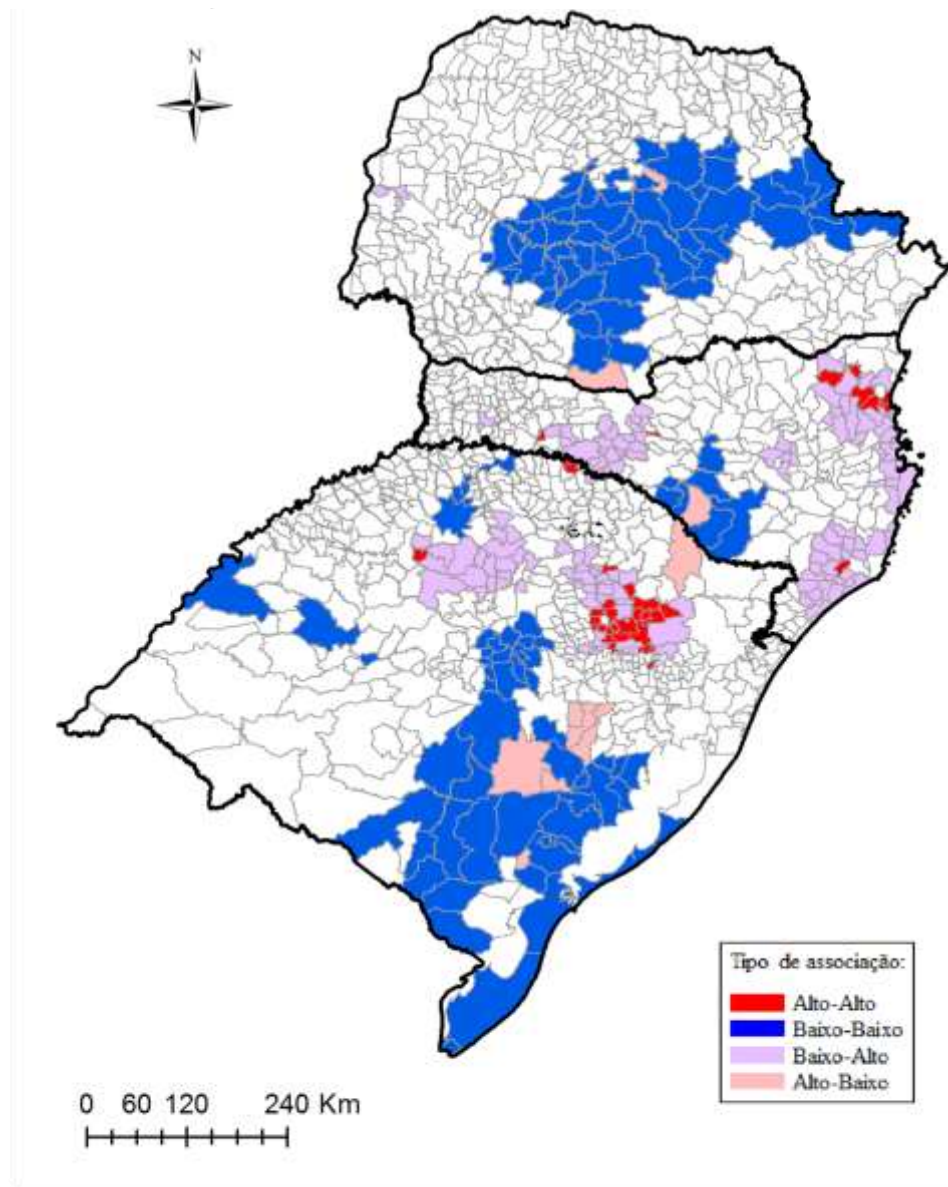 N
Tipo de associação:
Alto-Alto
Baixo-Baixo
Baixo-Alto
Alto-Baixo
0 60 120 240 Km